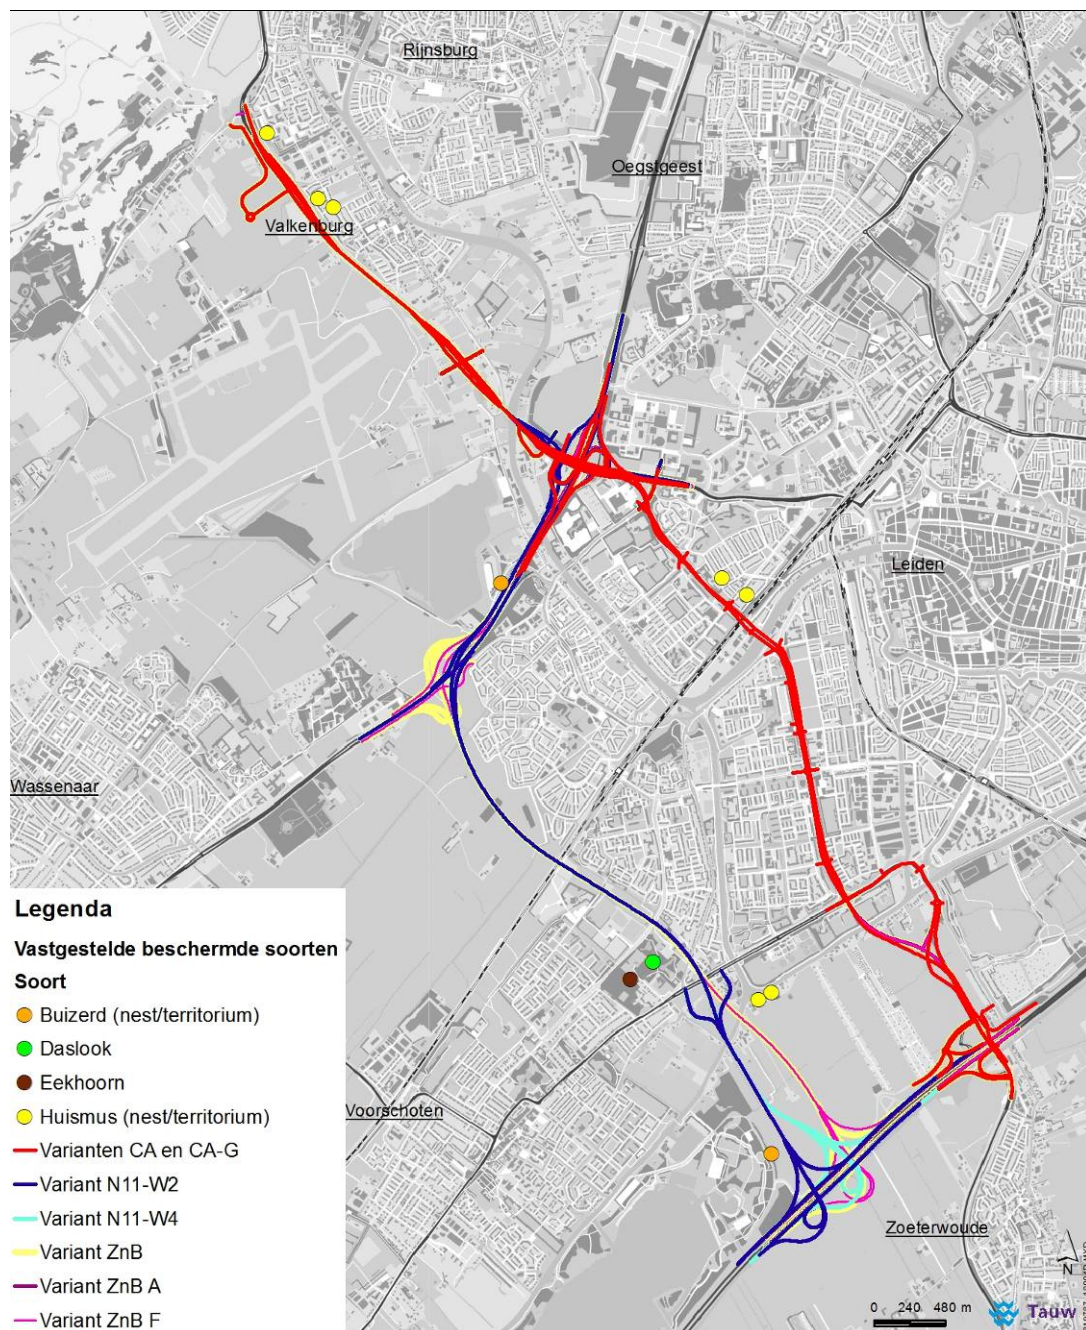 Rijnsburg
Oegstgeest
Valkenburg
Leiden
Wassenaar
Legenda
Vastgestelde beschermde soorten
Soort
Buizerd (nest/territorium)
Daslook
Eekhoorn
Huismus (nest/territorium)
Varianten CA en CA-G
Variant N11-W2
Variant N11-W4
Variant ZnB
Variant ZnB A
Variant ZnB F
Voorschoten
Zoeterwoude
N
0 240 480 m
Tauw